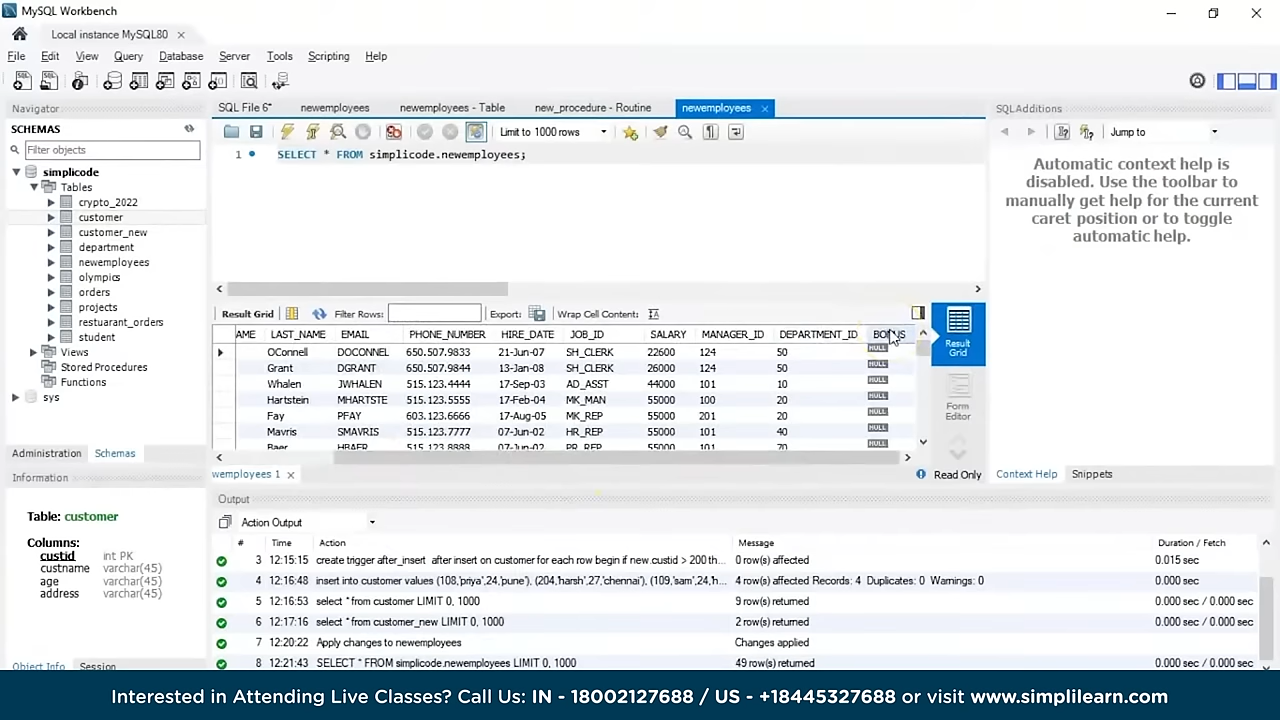 MySQL Workbench
Local instance MySQL80
File Edit View Query Database Server Tools Scripting Help
Navigator
SCHEMAS
Filter objects
simplicode
Tables
crypto_2022
customer
customer_new
department
newemployees
olympics
orders
projects
restuarant_orders
student
Views
Stored Procedures
Functions
sys
Administration Schemas
Information
Table: customer
Columns:
custid int PK
custname varchar(45)
age varchar(45)
address varchar(45)
Object Info Session
SQL File 6* newemployees newemployees - Table new_procedure - Routine newemployees
Limit to 1000 rows
1 SELECT * FROM simplicode.newemployees;
Result Grid Filter Rows: Export: Wrap Cell Content:
AME LAST_NAME EMAIL PHONE_NUMBER HIRE_DATE JOB_ID SALARY MANAGER_ID DEPARTMENT_ID
OConnell DOCONNEL 650.507.9833 21-Jun-07 SH_CLERK 22600 124 50 NULL
Grant DGRANT 650.507.9844 13-Jan-08 SH_CLERK 26000 124 50 NULL
Whalen JWHALEN 515.123.4444 17-Sep-03 AD_ASST 44000 101 10 NULL
Hartstein MHARTSTE 515.123.5555 17-Feb-04 MK_MAN 55000 100 20 NULL
Fay PFAY 603.123.6666 17-Aug-05 MK_REP 55000 201 20 NULL
Mavris SMAVRIS 515.123.7777 07-Jun-02 HR_REP 55000 101 40 NULL
Baer HBAER 515.123.8888 07-Jun-02 PR_REP 55000 101 70 NULL
Result Grid
Form Editor
wemployees 1
Read Only
SQLAdditions
Jump to
Automatic context help is
disabled. Use the toolbar to
manually get help for the current
caret position or to toggle
automatic help.
Context Help Snippets
Output
Action Output
# Time Action Message Duration / Fetch
3 12:15:15 create trigger after_insert after insert on customer for each row begin if new.custid > 200 th... 0 row(s) affected 0.015 sec
4 12:16:48 insert into customer values (108,'priya',24,'pune'), (204,'harsh',27,'chennai'), (109,'sam',24,'h... 4 row(s) affected Records: 4 Duplicates: 0 Warnings: 0 0.000 sec
5 12:16:53 select * from customer LIMIT 0, 1000 9 row(s) returned 0.000 sec / 0.000 sec
6 12:17:16 select * from customer_new LIMIT 0, 1000 2 row(s) returned 0.000 sec / 0.000 sec
7 12:20:22 Apply changes to newemployees Changes applied
8 12:21:43 SELECT * FROM simplicode.newemployees LIMIT 0, 1000 49 row(s) returned 0.000 sec / 0.000 sec
Interested in Attending Live Classes? Call Us: IN - 18002127688 / US - +18445327688 or visit www.simplilearn.com